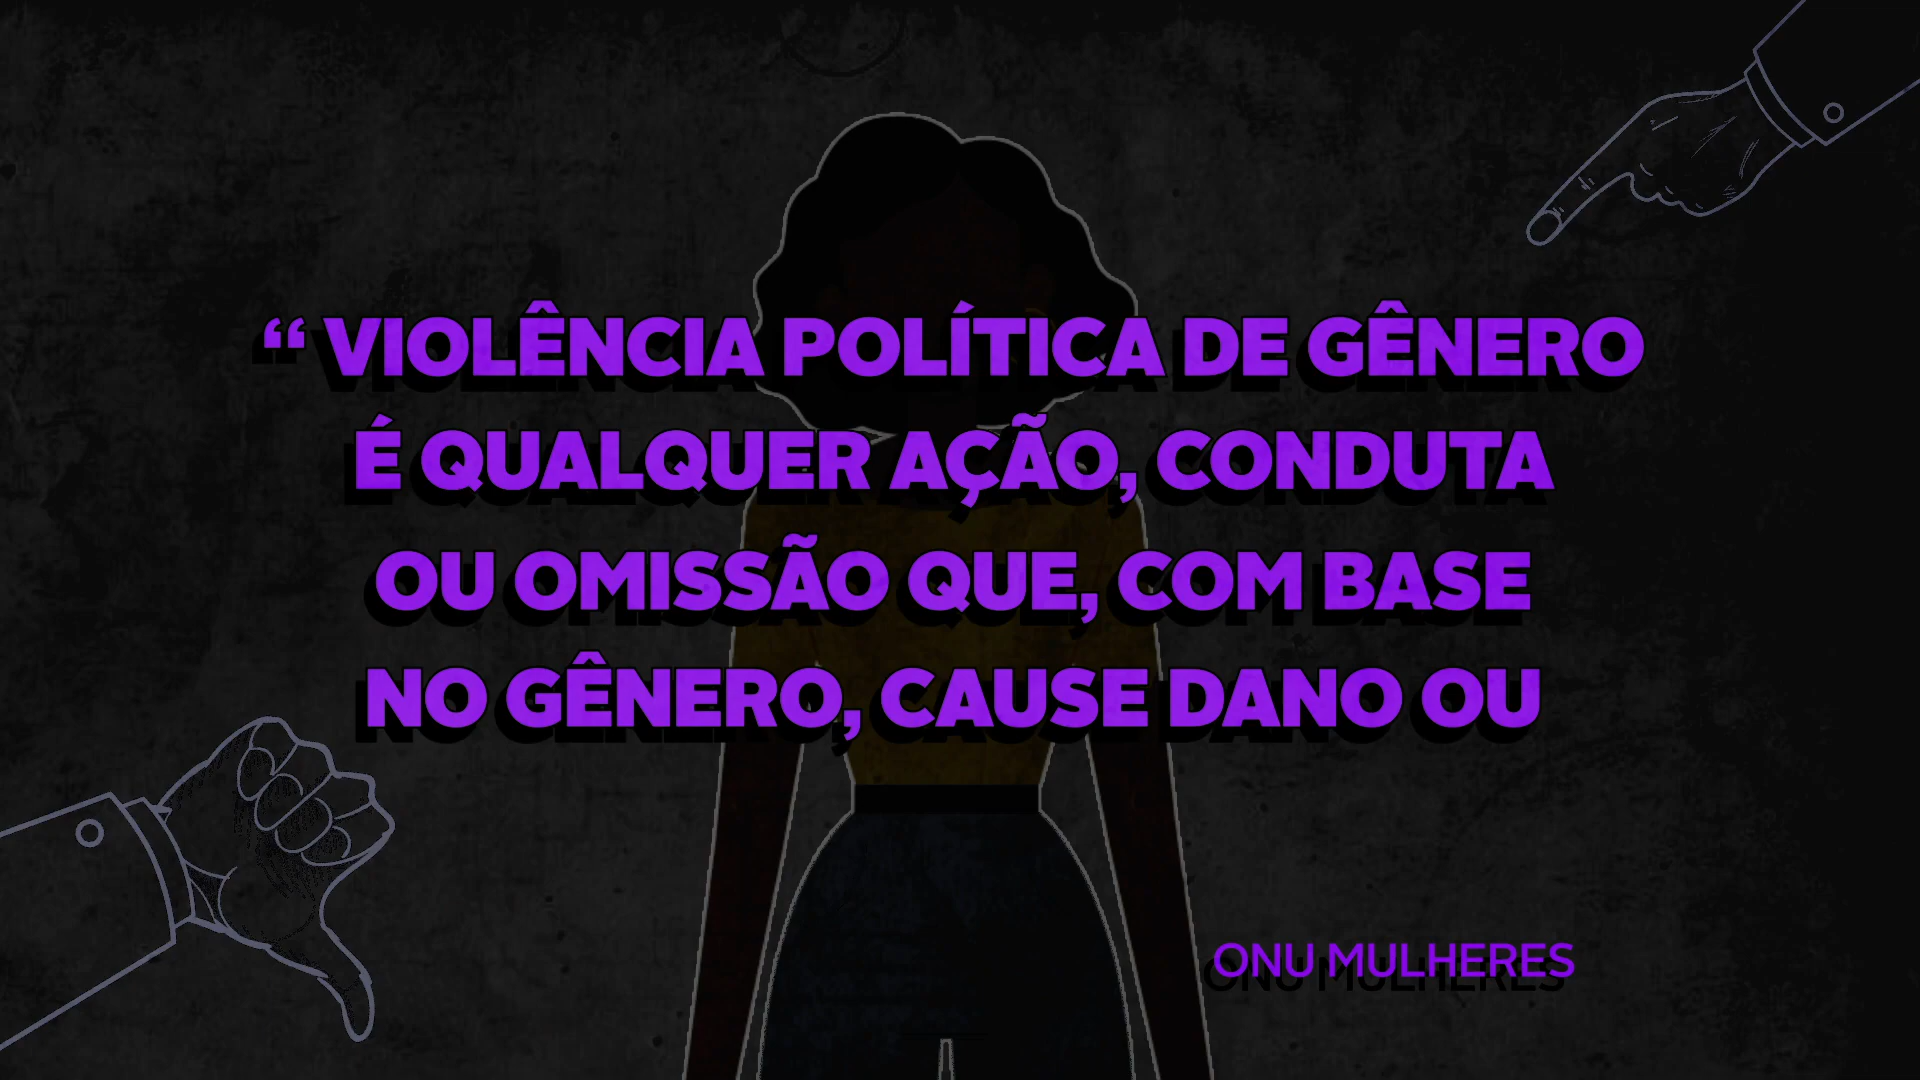 “ VIOLÊNCIA POLÍTICA DE GÊNERO
É QUALQUER AÇÃO, CONDUTA
OU OMISSÃO QUE, COM BASE
NO GÊNERO, CAUSE DANO OU
ONU MULHERES